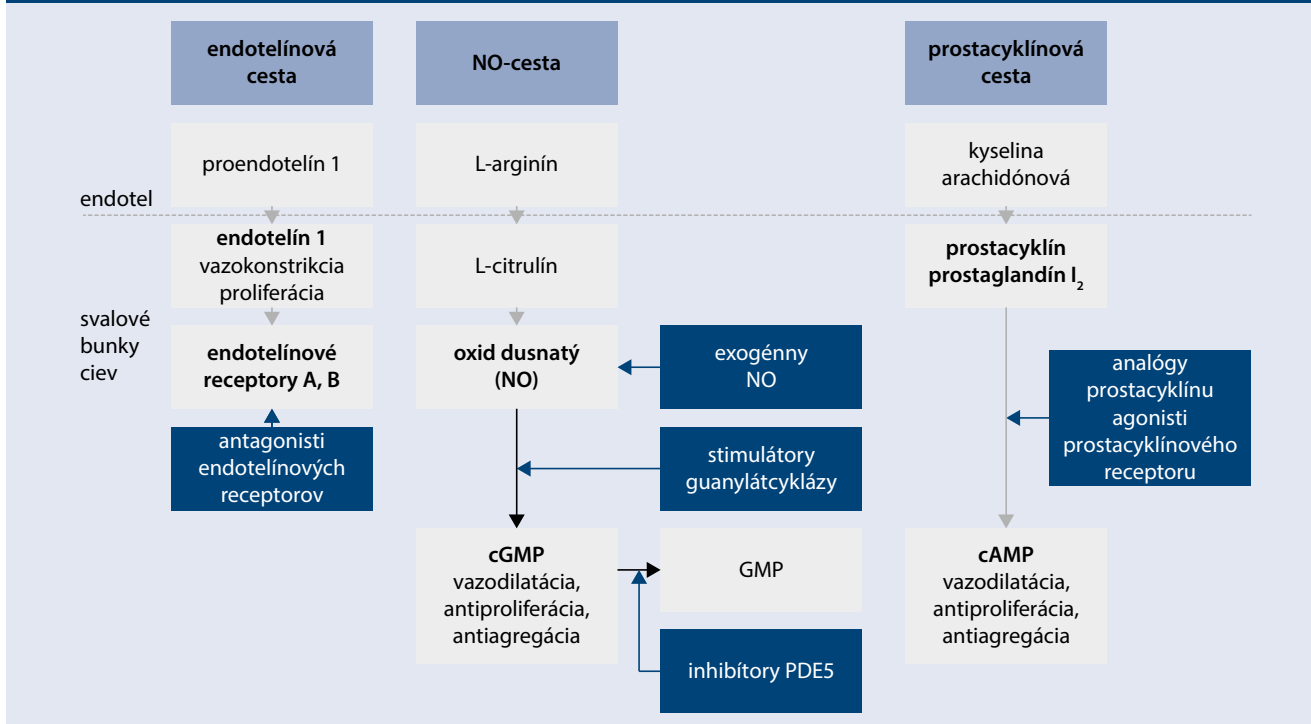 endotelínová
cesta
NO-cesta
prostacyklínová
cesta
proendotelín 1
L-arginín
kyselina
arachidónová
endotel
endotelín 1
vazokonstrikcia
proliferácia
L-citrulín
prostacyklín
prostaglandín I₂
svalové
bunky
ciev
endotelínové
receptory A, B
oxid dusnatý
(NO)
exogénny
NO
analógy
prostacyklínu
agonisti
prostacyklínového
receptoru
antagonisti
endotelínových
receptorov
stimulátory
guanylátcyklázy
cGMP
vazodilatácia,
antiproliferácia,
antiagregácia
GMP
cAMP
vazodilatácia,
antiproliferácia,
antiagregácia
inhibítory PDE5